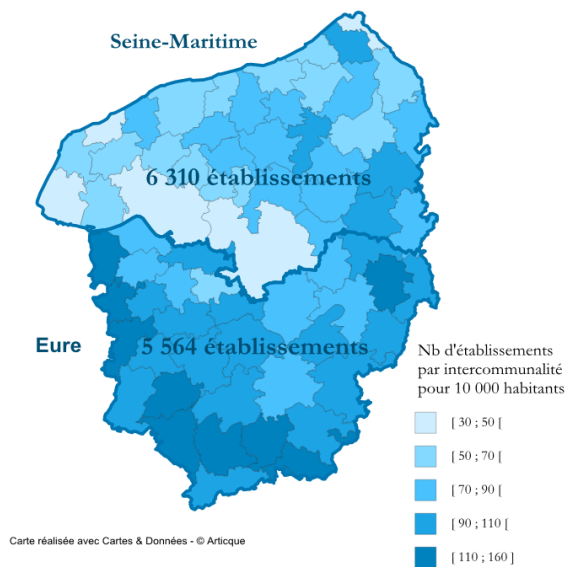 Seine-Maritime
6 310 établissements
Eure
5 564 établissements
Nb d'établissements
par intercommunalité
pour 10 000 habitants
[ 30 ; 50 [
[ 50 ; 70 [
[ 70 ; 90 [
[ 90 ; 110 [
[ 110 ; 160 ]
Carte réalisée avec Cartes & Données - © Articque